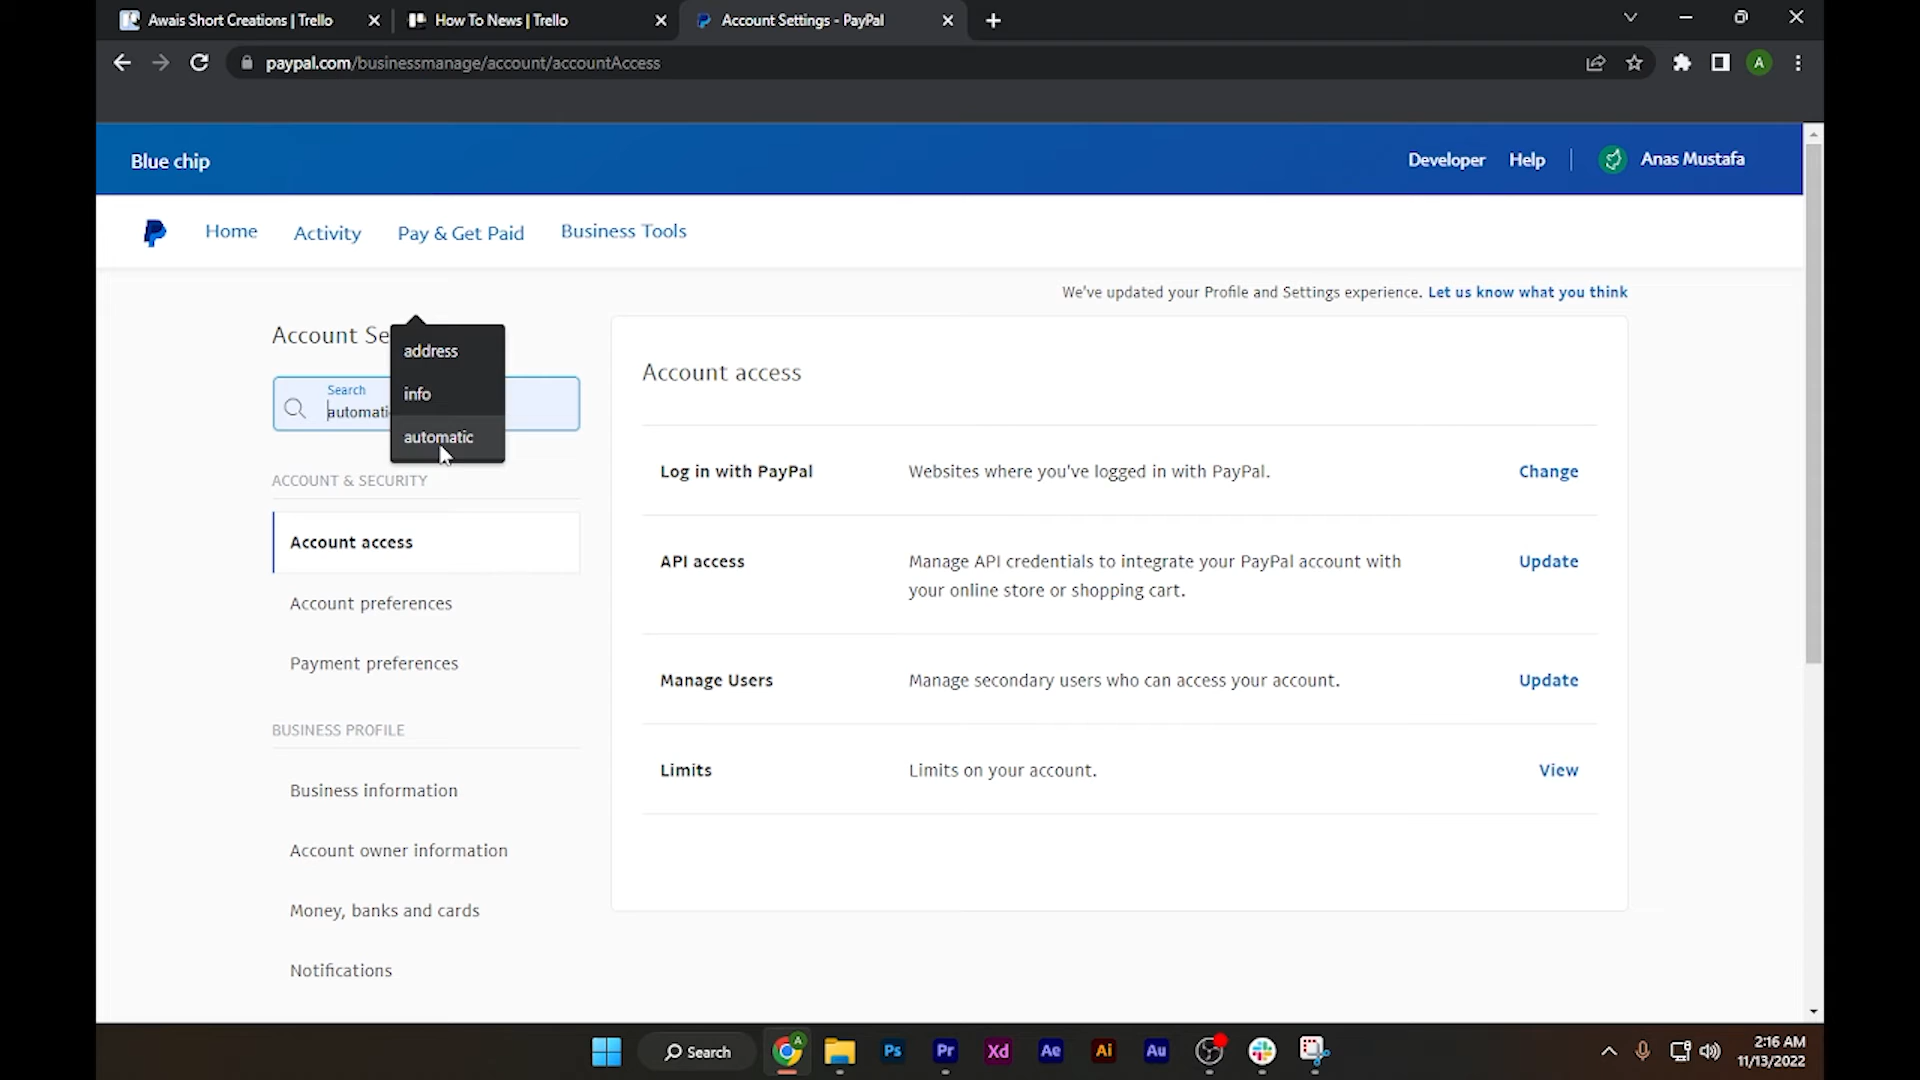 Awais Short Creations | Trello
How To News | Trello
Account Settings - PayPal
paypal.com/businessmanage/account/accountAccess
A
Blue chip
Developer
Help
Anas Mustafa
Home
Activity
Pay & Get Paid
Business Tools
We've updated your Profile and Settings experience. Let us know what you think
Account Se
Search
automati
address
info
automatic
ACCOUNT & SECURITY
Account access
Account preferences
Payment preferences
BUSINESS PROFILE
Business information
Account owner information
Money, banks and cards
Notifications
Account access
Log in with PayPal
Websites where you've logged in with PayPal.
Change
API access
Manage API credentials to integrate your PayPal account with
your online store or shopping cart.
Update
Manage Users
Manage secondary users who can access your account.
Update
Limits
Limits on your account.
View
Search
A
Ps
Pr
Xd
Ae
Ai
Au
2:16 AM
11/13/2022